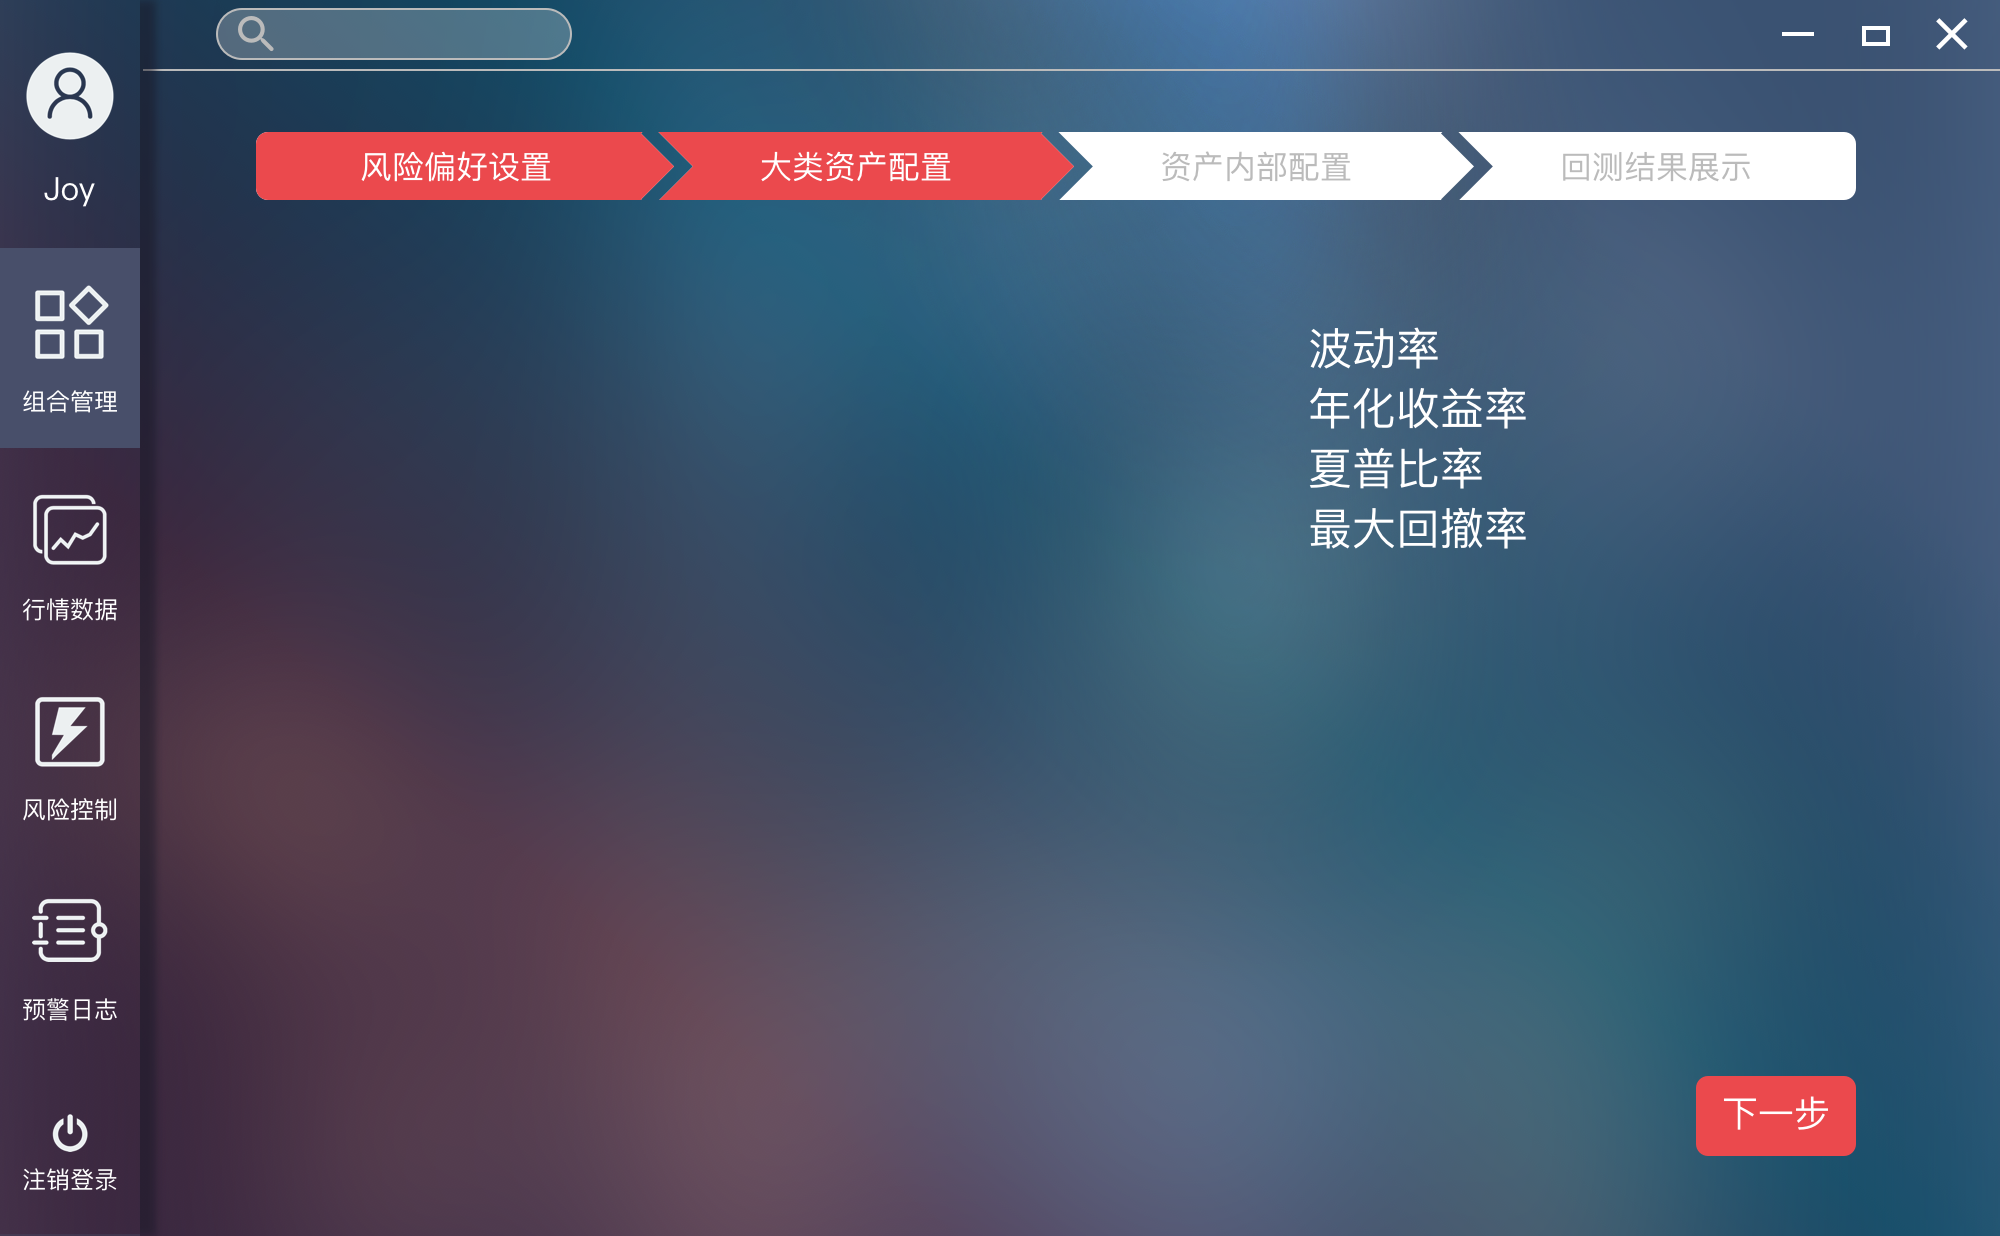 Joy
组合管理
行情数据
风险控制
预警日志
注销登录
风险偏好设置
大类资产配置
资产内部配置
回测结果展示
波动率
年化收益率
夏普比率
最大回撤率
下一步